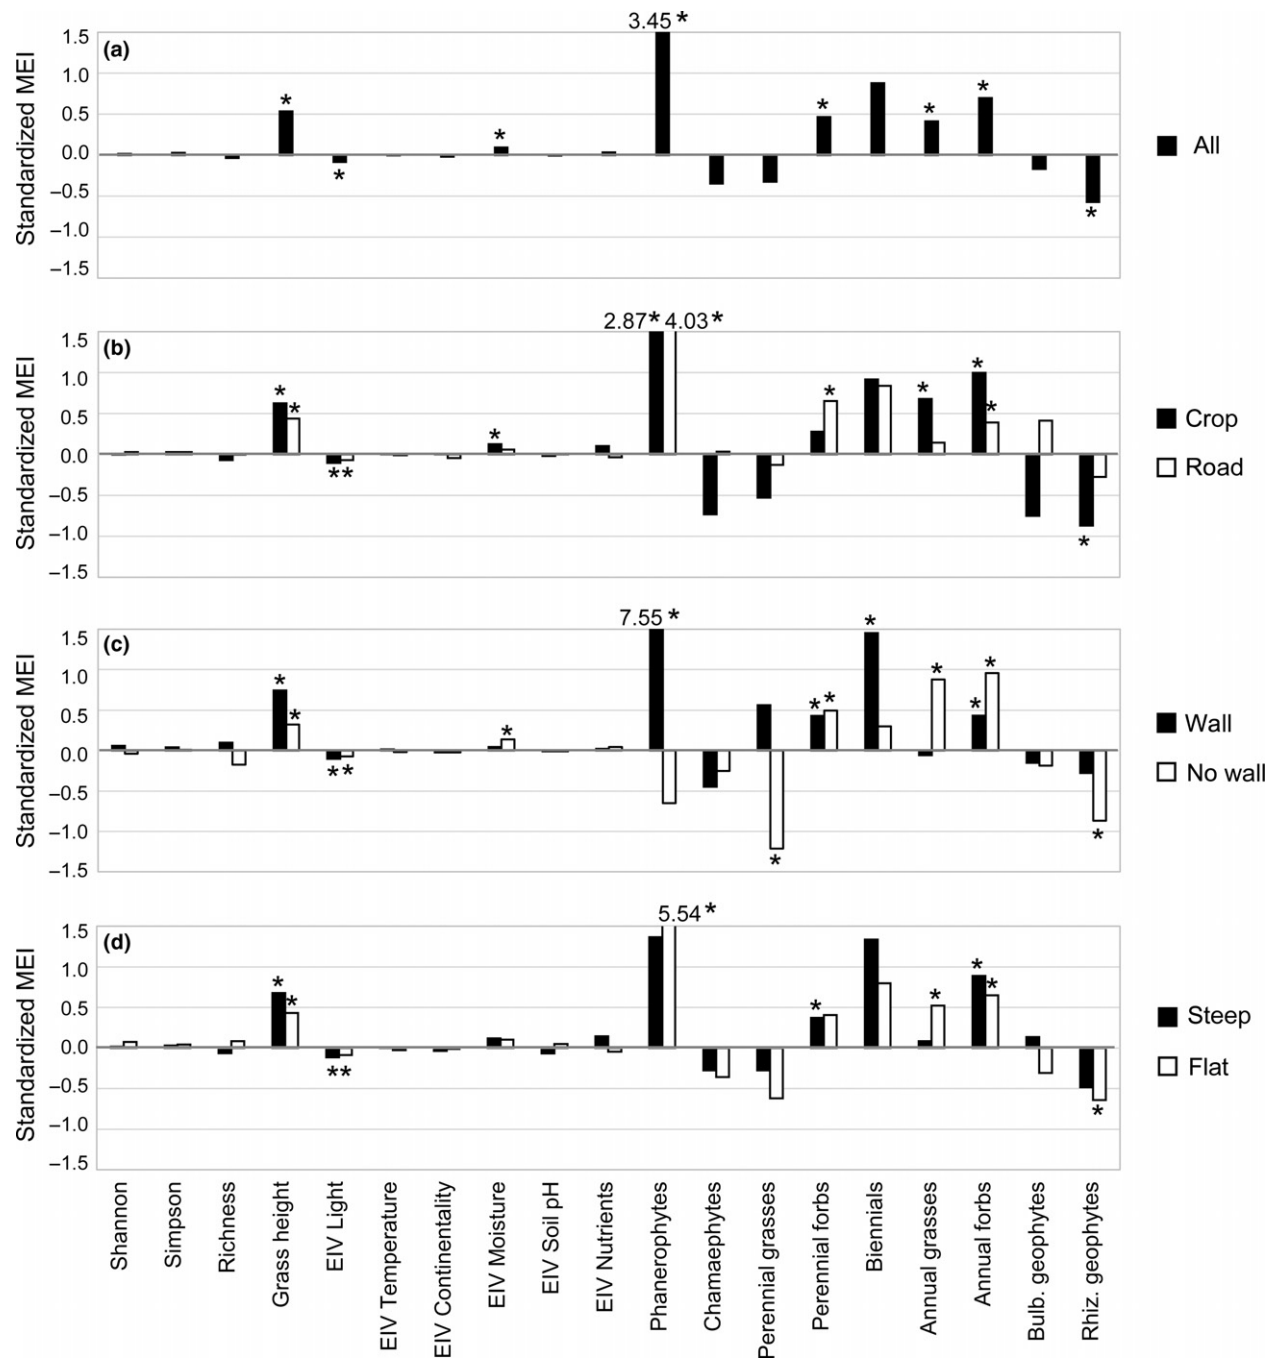 3.45 *
(a)
Standardized MEI
1.5
1.0
0.5
0.0
–0.5
–1.0
–1.5
* * * * * * *
All
2.87* 4.03*
(b)
Standardized MEI
1.5
1.0
0.5
0.0
–0.5
–1.0
–1.5
* * * * * * * * * *
Crop
Road
7.55 *
(c)
Standardized MEI
1.5
1.0
0.5
0.0
–0.5
–1.0
–1.5
* * * * * * * * * * * * *
Wall
No wall
5.54 *
(d)
Standardized MEI
1.5
1.0
0.5
0.0
–0.5
–1.0
–1.5
* * * * * * * * *
Steep
Flat
Shannon
Simpson
Richness
Grass height
EIV Light
EIV Temperature
EIV Continentality
EIV Moisture
EIV Soil pH
EIV Nutrients
Phanerophytes
Chamaephytes
Perennial grasses
Perennial forbs
Biennials
Annual grasses
Annual forbs
Bulb. geophytes
Rhiz. geophytes